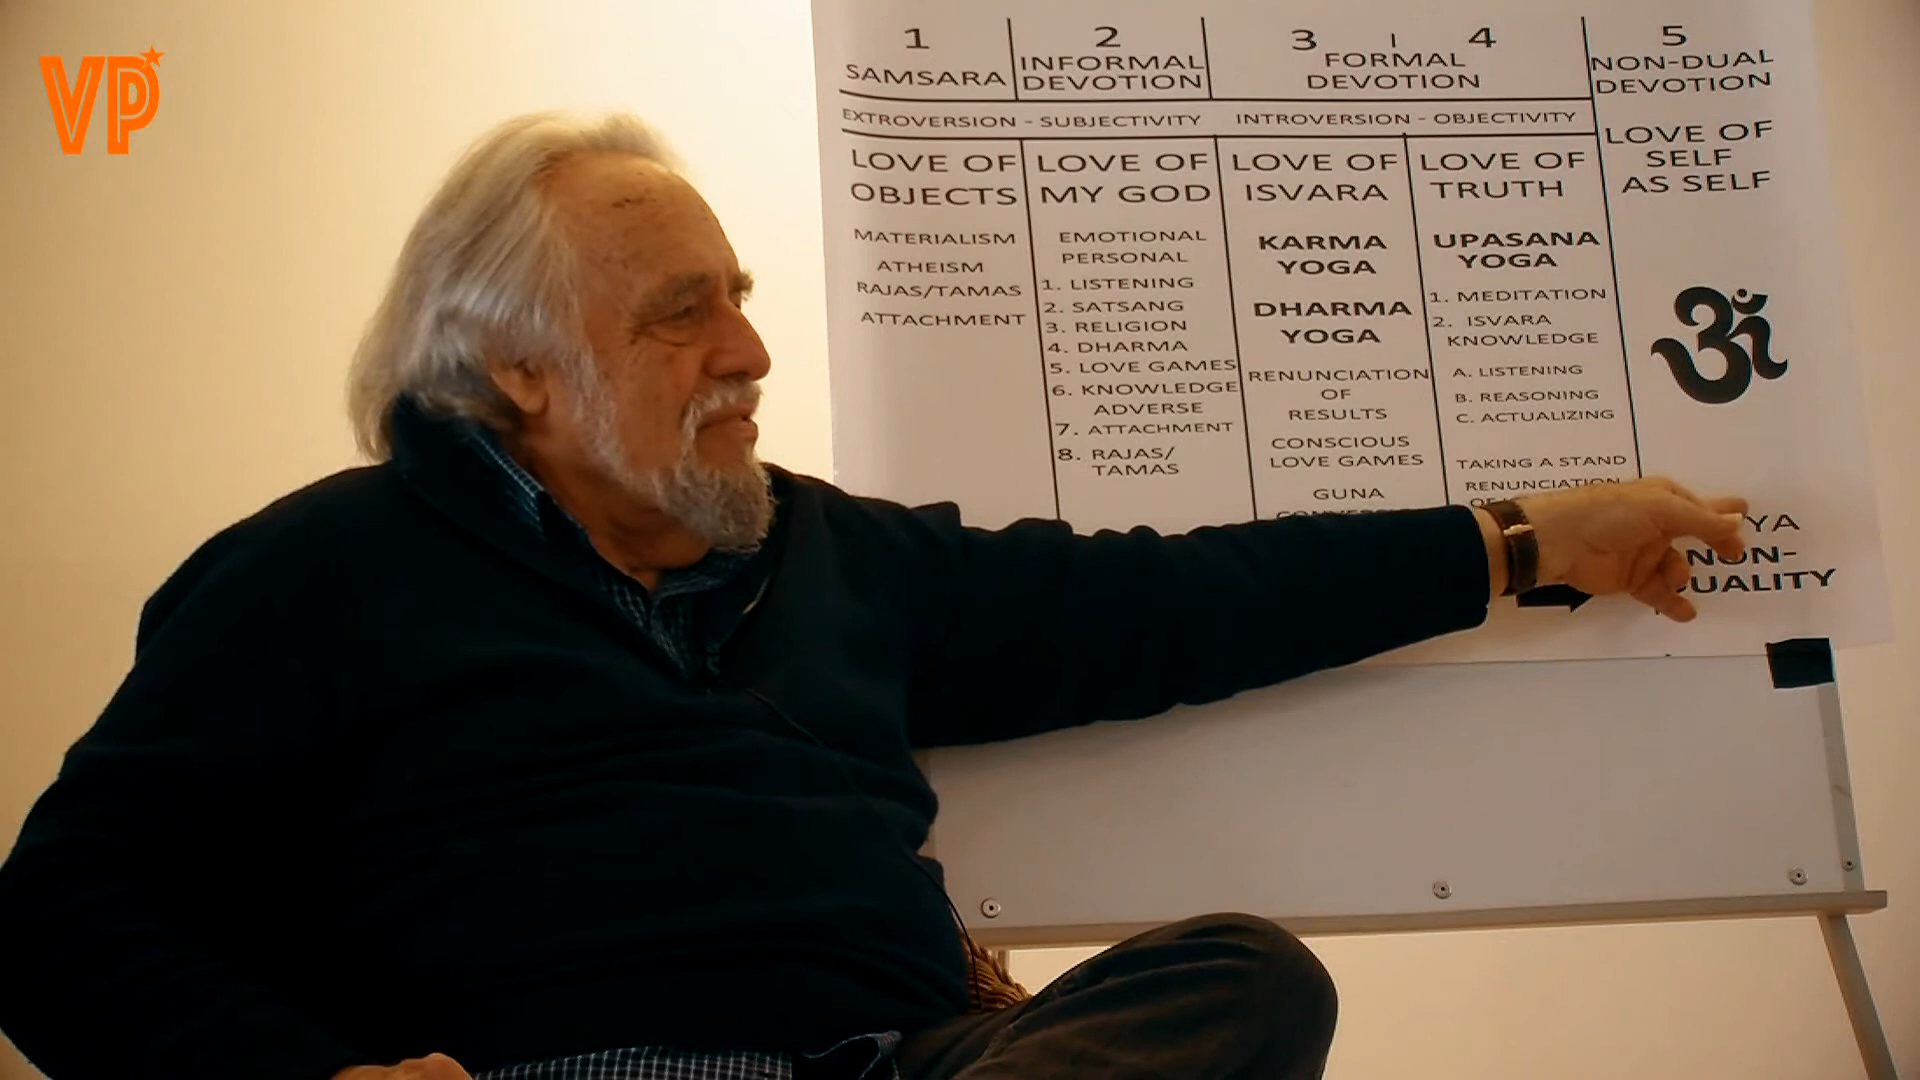 VP
1
SAMSARA
2
INFORMAL
DEVOTION
3 | 4
FORMAL
DEVOTION
5
NON-DUAL
DEVOTION
EXTROVERSION - SUBJECTIVITY
INTROVERSION - OBJECTIVITY
LOVE OF
OBJECTS
MATERIALISM
ATHEISM
RAJAS/TAMAS
ATTACHMENT
LOVE OF
MY GOD
EMOTIONAL
PERSONAL
1. LISTENING
2. SATSANG
3. RELIGION
4. DHARMA
5. LOVE GAMES
6. KNOWLEDGE
ADVERSE
7. ATTACHMENT
8. RAJAS/
TAMAS
LOVE OF
ISVARA
KARMA
YOGA
DHARMA
YOGA
RENUNCIATION
OF
RESULTS
CONSCIOUS
LOVE GAMES
GUNA
LOVE OF
TRUTH
UPASANA
YOGA
1. MEDITATION
2. ISVARA
KNOWLEDGE
A. LISTENING
B. REASONING
C. ACTUALIZING
TAKING A STAND
RENUNCIATION
OF
LOVE OF
SELF
AS SELF
ॐ
NON-